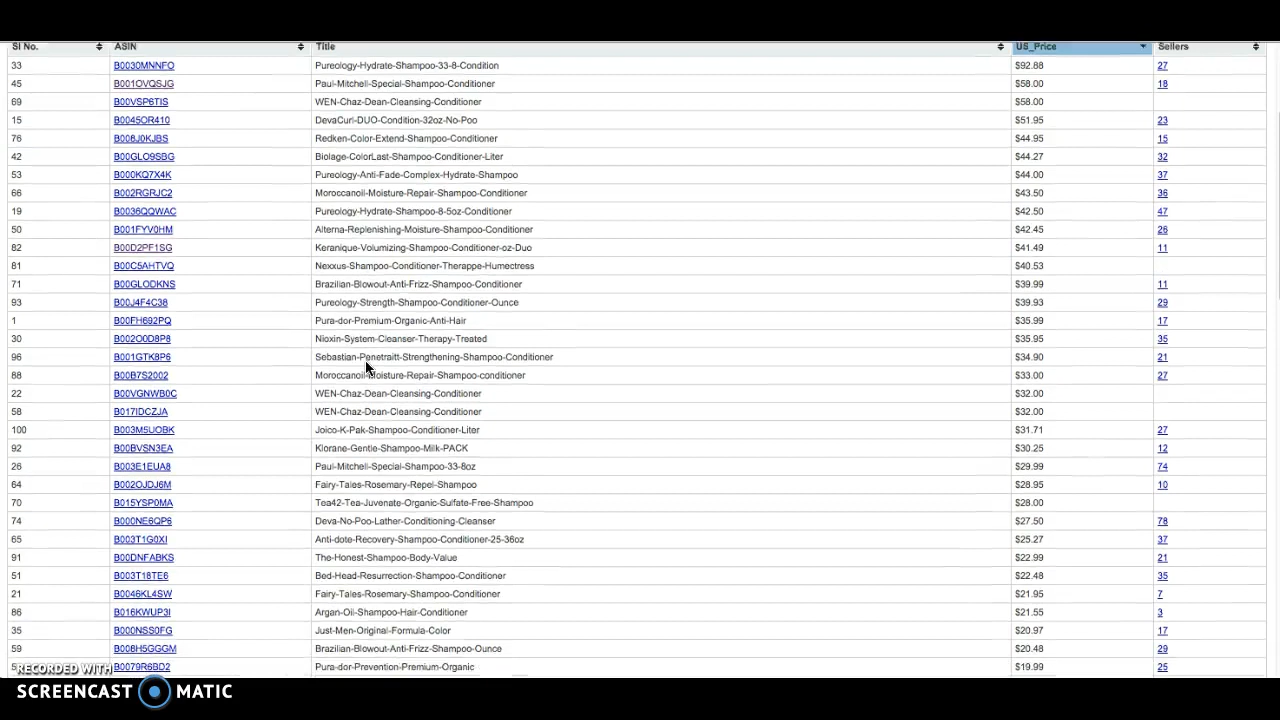 Sl No. ASIN Title US_Price Sellers
33 B0030MNNFO Pureology-Hydrate-Shampoo-33-8-Condition $92.88 27
45 B001OVQSJG Paul-Mitchell-Special-Shampoo-Conditioner $58.00 18
69 B00VSP6TIS WEN-Chaz-Dean-Cleansing-Conditioner $58.00
15 B0045OR410 DevaCurl-DUO-Condition-32oz-No-Poo $51.95 23
76 B008J0KJBS Redken-Color-Extend-Shampoo-Conditioner $44.95 15
42 B00GLO9SBG Biolage-ColorLast-Shampoo-Conditioner-Liter $44.27 32
53 B000KQ7X4K Pureology-Anti-Fade-Complex-Hydrate-Shampoo $44.00 37
66 B002RGRJC2 Moroccanoil-Moisture-Repair-Shampoo-Conditioner $43.50 36
19 B0036QQWAC Pureology-Hydrate-Shampoo-8-5oz-Conditioner $42.50 47
50 B001FYV0HM Alterna-Replenishing-Moisture-Shampoo-Conditioner $42.45 26
82 B00D2PF1SG Keranique-Volumizing-Shampoo-Conditioner-oz-Duo $41.49 11
81 B00C5AHTVQ Nexxus-Shampoo-Conditioner-Therappe-Humectress $40.53
71 B00GLODKNS Brazilian-Blowout-Anti-Frizz-Shampoo-Conditioner $39.99 11
93 B00J4F4C38 Pureology-Strength-Shampoo-Conditioner-Ounce $39.93 29
1 B00FH692PQ Pura-dor-Premium-Organic-Anti-Hair $35.99 17
30 B002O0D8P8 Nioxin-System-Cleanser-Therapy-Treated $35.95 35
96 B001GTK8P6 Sebastian-Penetraitt-Strengthening-Shampoo-Conditioner $34.90 21
88 B00B7S2002 Moroccanoil-Moisture-Repair-Shampoo-conditioner $33.00 27
22 B00VGNWB0C WEN-Chaz-Dean-Cleansing-Conditioner $32.00
58 B017IDCZJA WEN-Chaz-Dean-Cleansing-Conditioner $32.00
100 B003M5UOBK Joico-K-Pak-Shampoo-Conditioner-Liter $31.71 27
92 B00BVSN3EA Klorane-Gentle-Shampoo-Milk-PACK $30.25 12
26 B003E1EUA8 Paul-Mitchell-Special-Shampoo-33-8oz $29.99 74
64 B002OJDJ6M Fairy-Tales-Rosemary-Repel-Shampoo $28.95 10
70 B015YSP0MA Tea42-Tea-Juvenate-Organic-Sulfate-Free-Shampoo $28.00
74 B000NE6QP6 Deva-No-Poo-Lather-Conditioning-Cleanser $27.50 78
65 B003T1G0XI Anti-dote-Recovery-Shampoo-Conditioner-25-36oz $25.27 37
91 B00DNFABKS The-Honest-Shampoo-Body-Value $22.99 21
51 B003T18TE6 Bed-Head-Resurrection-Shampoo-Conditioner $22.48 35
21 B0046KL4SW Fairy-Tales-Rosemary-Shampoo-Conditioner $21.95 7
86 B016KWUP3I Argan-Oil-Shampoo-Hair-Conditioner $21.55 3
35 B000NSS0FG Just-Men-Original-Formula-Color $20.97 17
59 B008H5GGGM Brazilian-Blowout-Anti-Frizz-Shampoo-Ounce $20.48 29
B0079R6BD2 Pura-dor-Prevention-Premium-Organic $19.99 25
RECORDED WITH
SCREENCAST MATIC